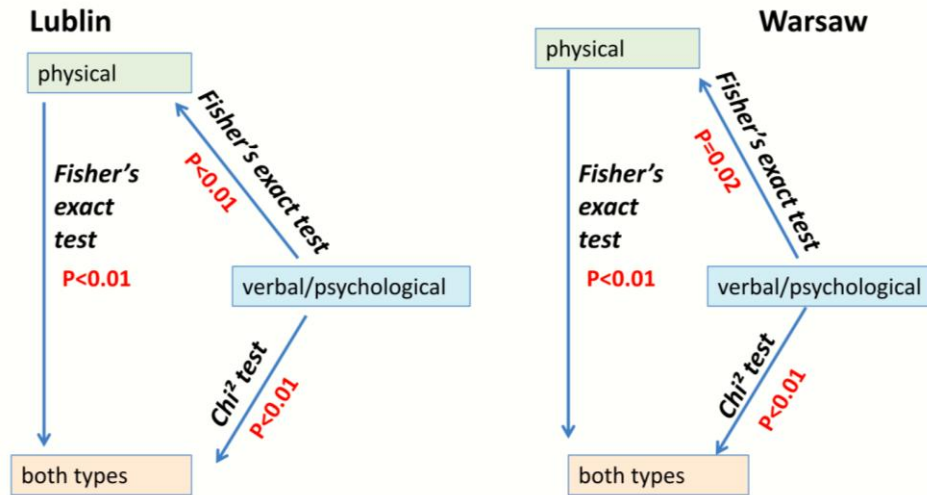 Lublin
physical
Fisher's exact test
P<0.01
Fisher's
exact
test
P<0.01
verbal/psychological
Chi² test
P<0.01
both types
Warsaw
physical
Fisher's exact test
P=0.02
Fisher's
exact
test
P<0.01
verbal/psychological
Chi² test
P<0.01
both types